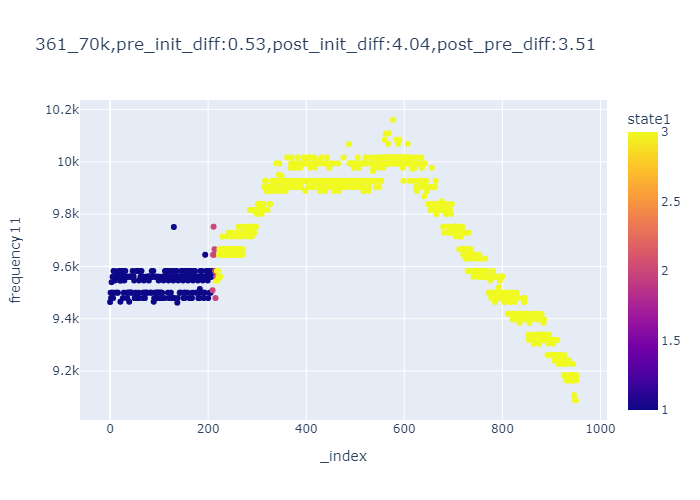 361_70k,pre_init_diff:0.53,post_init_diff:4.04,post_pre_diff:3.51
state1
10.2k
10k
9.8k
9.6k
9.4k
9.2k
frequency11
0
200
400
600
800
1000
_index
3
2.5
2
1.5
1